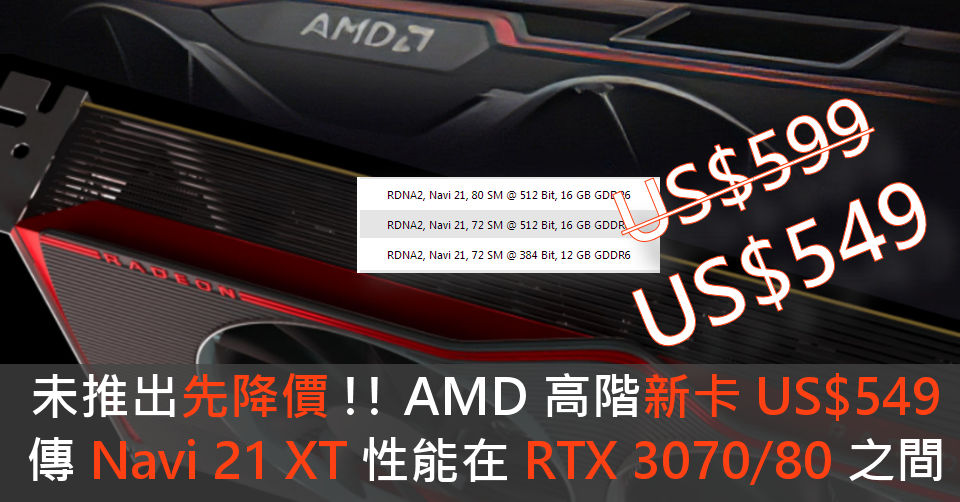 AMD
RADEON
RDNA2, Navi 21, 80 SM @ 512 Bit, 16 GB GDDR6
RDNA2, Navi 21, 72 SM @ 512 Bit, 16 GB GDDR
RDNA2, Navi 21, 72 SM @ 384 Bit, 12 GB GDDR6
US$599
US$549
未推出先降價!! AMD 高階新卡 US$549
傳 Navi 21 XT 性能在 RTX 3070/80 之間